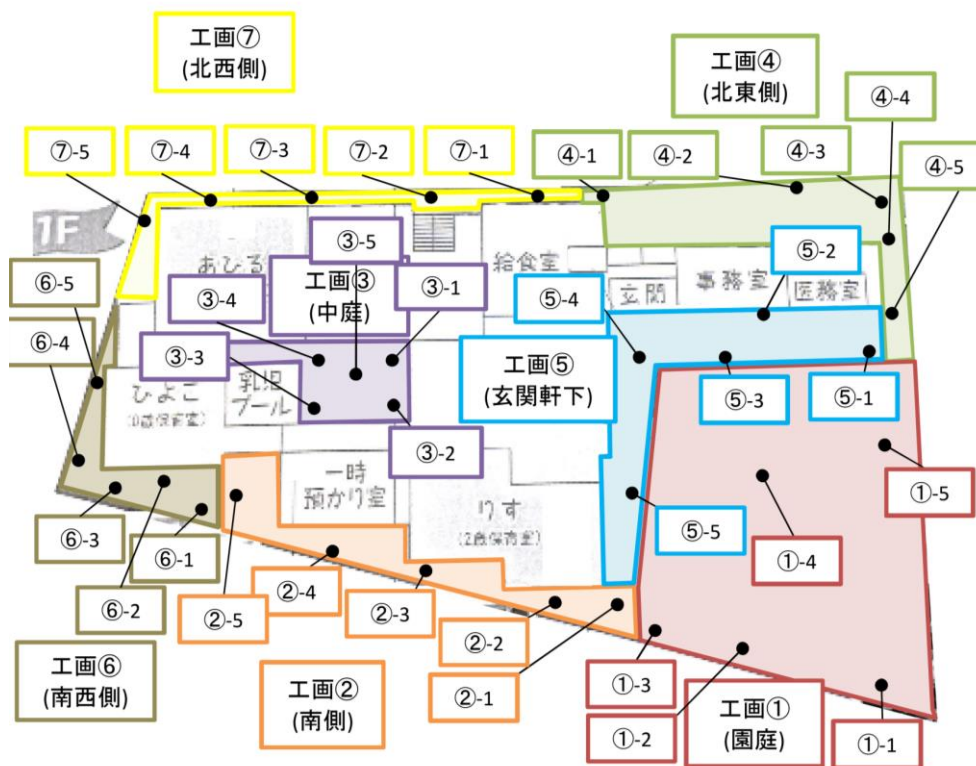 工画⑦
(北西側)
工画④
(北東側)
④-4
⑦-5
⑦-4
⑦-3
⑦-2
⑦-1
④-1
④-2
④-3
④-5
1F
③-5
⑤-2
あひる
給食室
⑥-5
③-4
工画③
(中庭)
③-1
⑤-4
玄関
事務室
医務室
⑥-4
③-3
工画⑤
(玄関軒下)
ひよこ
(0歳保育室)
乳児
プール
⑤-3
⑤-1
③-2
一時
預かり室
りす
(2歳保育室)
①-5
⑥-3
⑥-1
⑤-5
①-4
⑥-2
②-5
②-4
②-3
②-2
工画⑥
(南西側)
工画②
(南側)
②-1
①-3
①-2
工画①
(園庭)
①-1